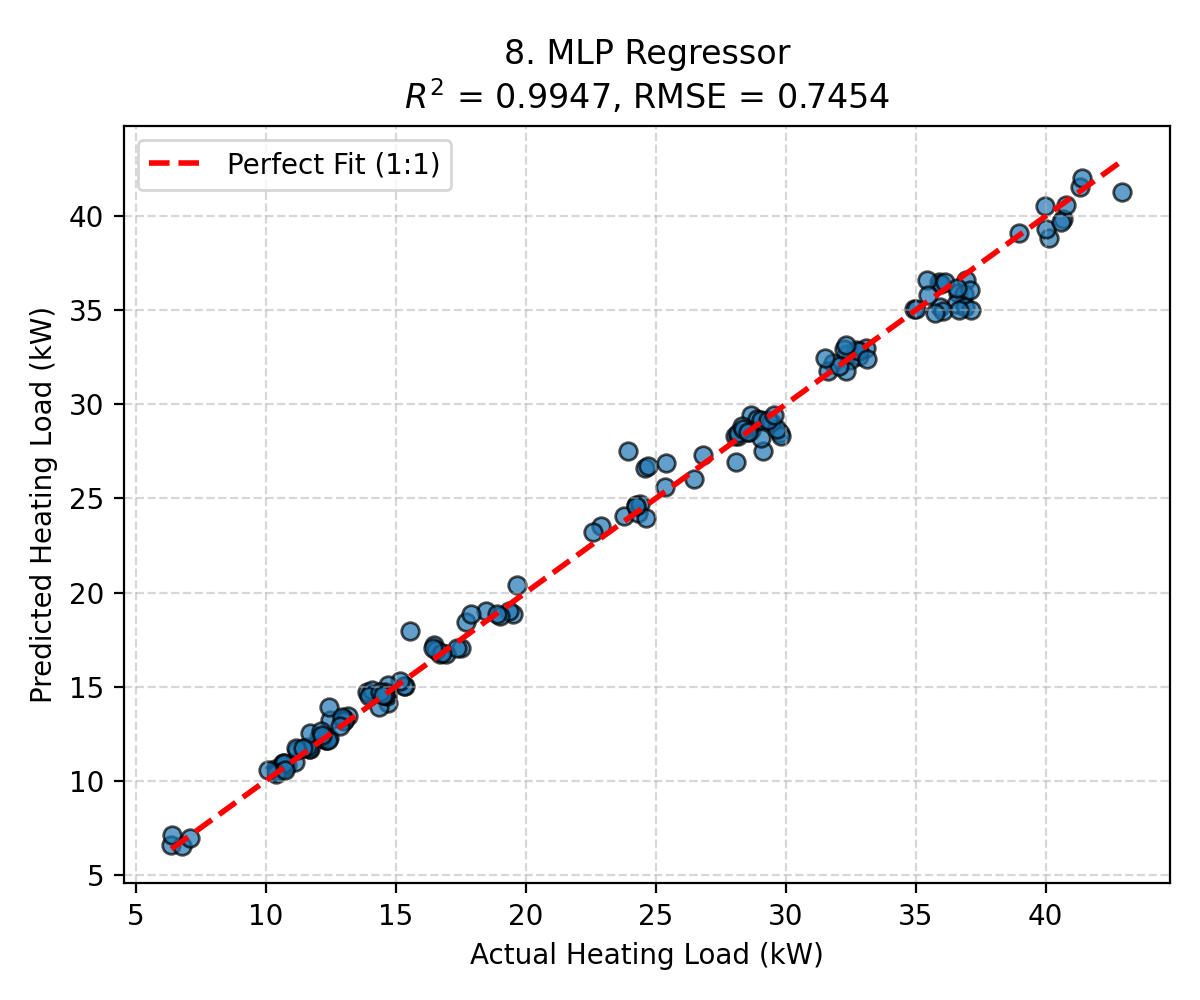 8. MLP Regressor
R² = 0.9947, RMSE = 0.7454
Perfect Fit (1:1)
Predicted Heating Load (kW)
40
35
30
25
20
15
10
5
5 10 15 20 25 30 35 40
Actual Heating Load (kW)